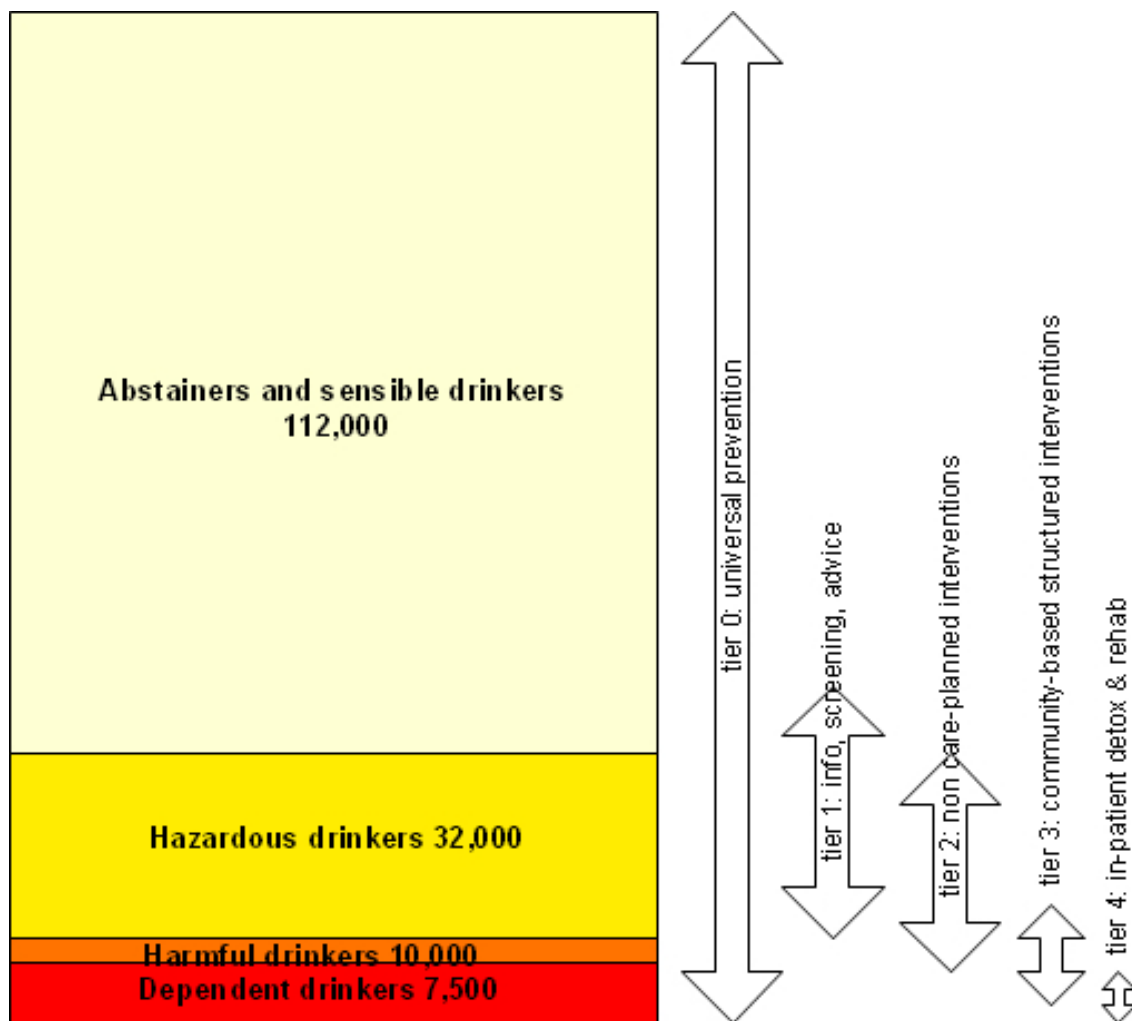 Abstainers and sensible drinkers
112,000
Hazardous drinkers 32,000
Harmful drinkers 10,000
Dependent drinkers 7,500
tier 0: universal prevention
tier 1: info, screening, advice
tier 2: non care-planned interventions
tier 3: community-based structured interventions
tier 4: in-patient detox & rehab